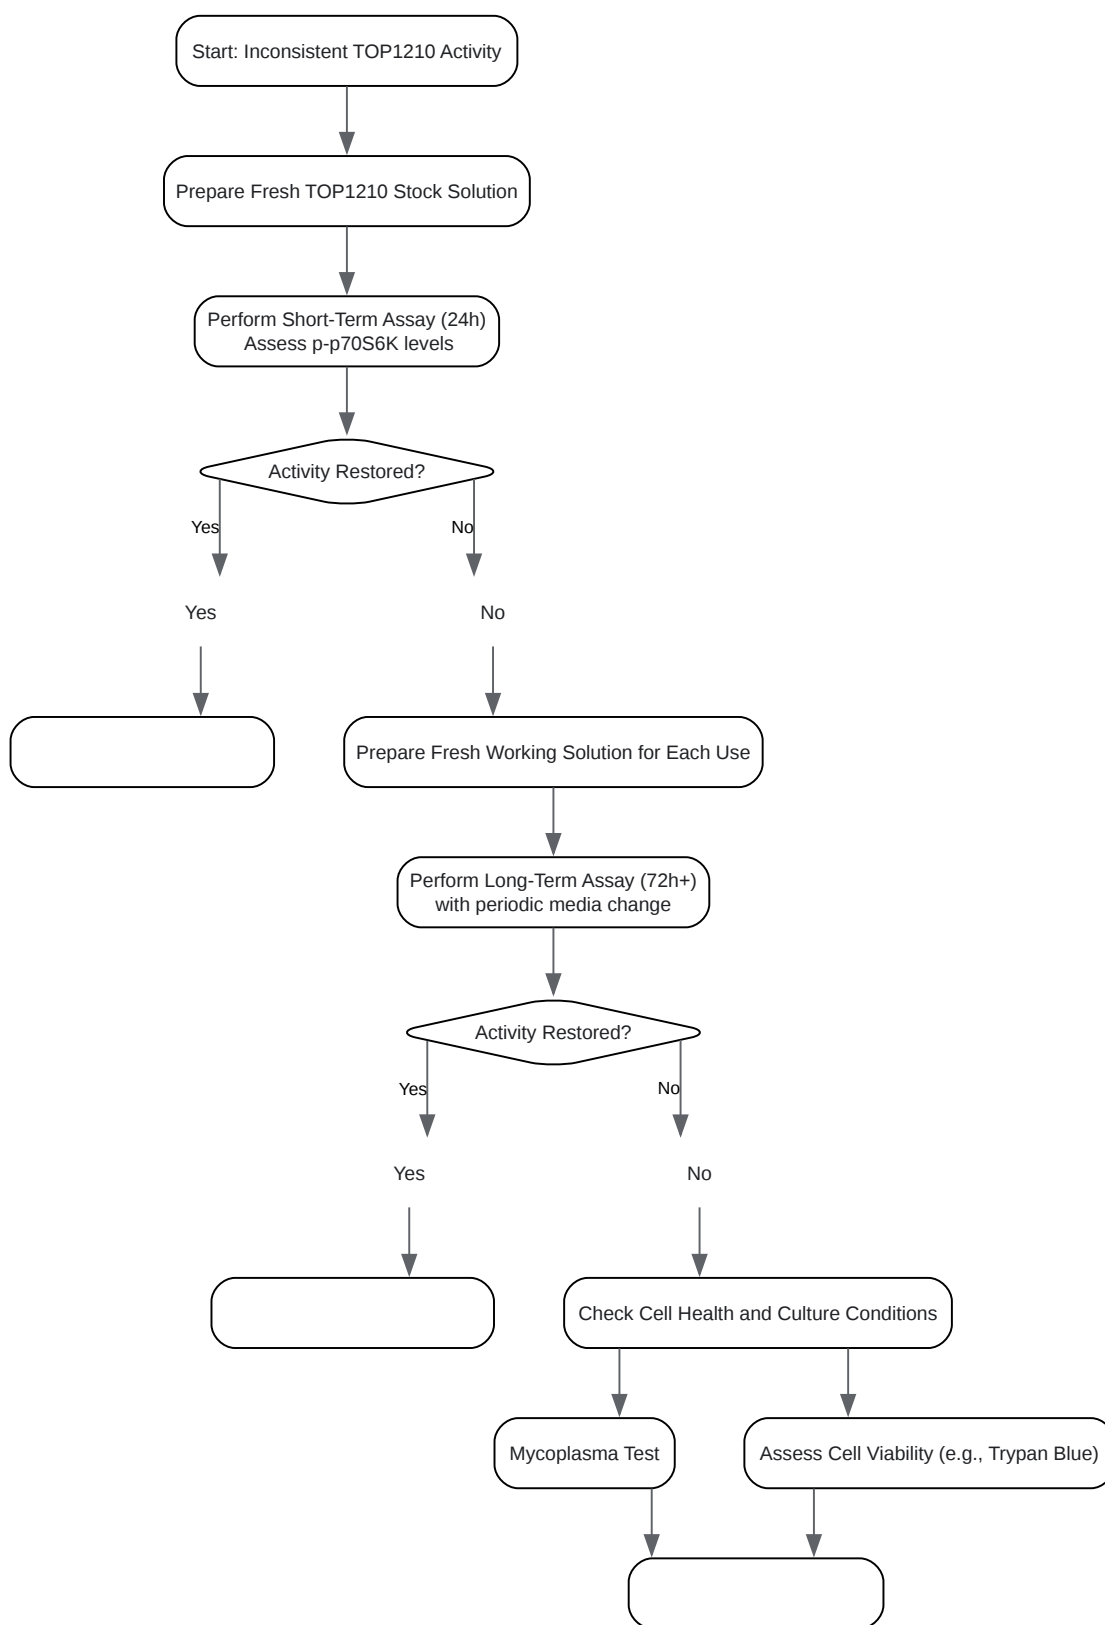 Start: Inconsistent TOP1210 Activity
Prepare Fresh TOP1210 Stock Solution
Perform Short-Term Assay (24h)
Assess p-p70S6K levels
Activity Restored?
Yes
No
Yes
No
Prepare Fresh Working Solution for Each Use
Perform Long-Term Assay (72h+)
with periodic media change
Activity Restored?
Yes
No
Yes
No
Check Cell Health and Culture Conditions
Mycoplasma Test
Assess Cell Viability (e.g., Trypan Blue)